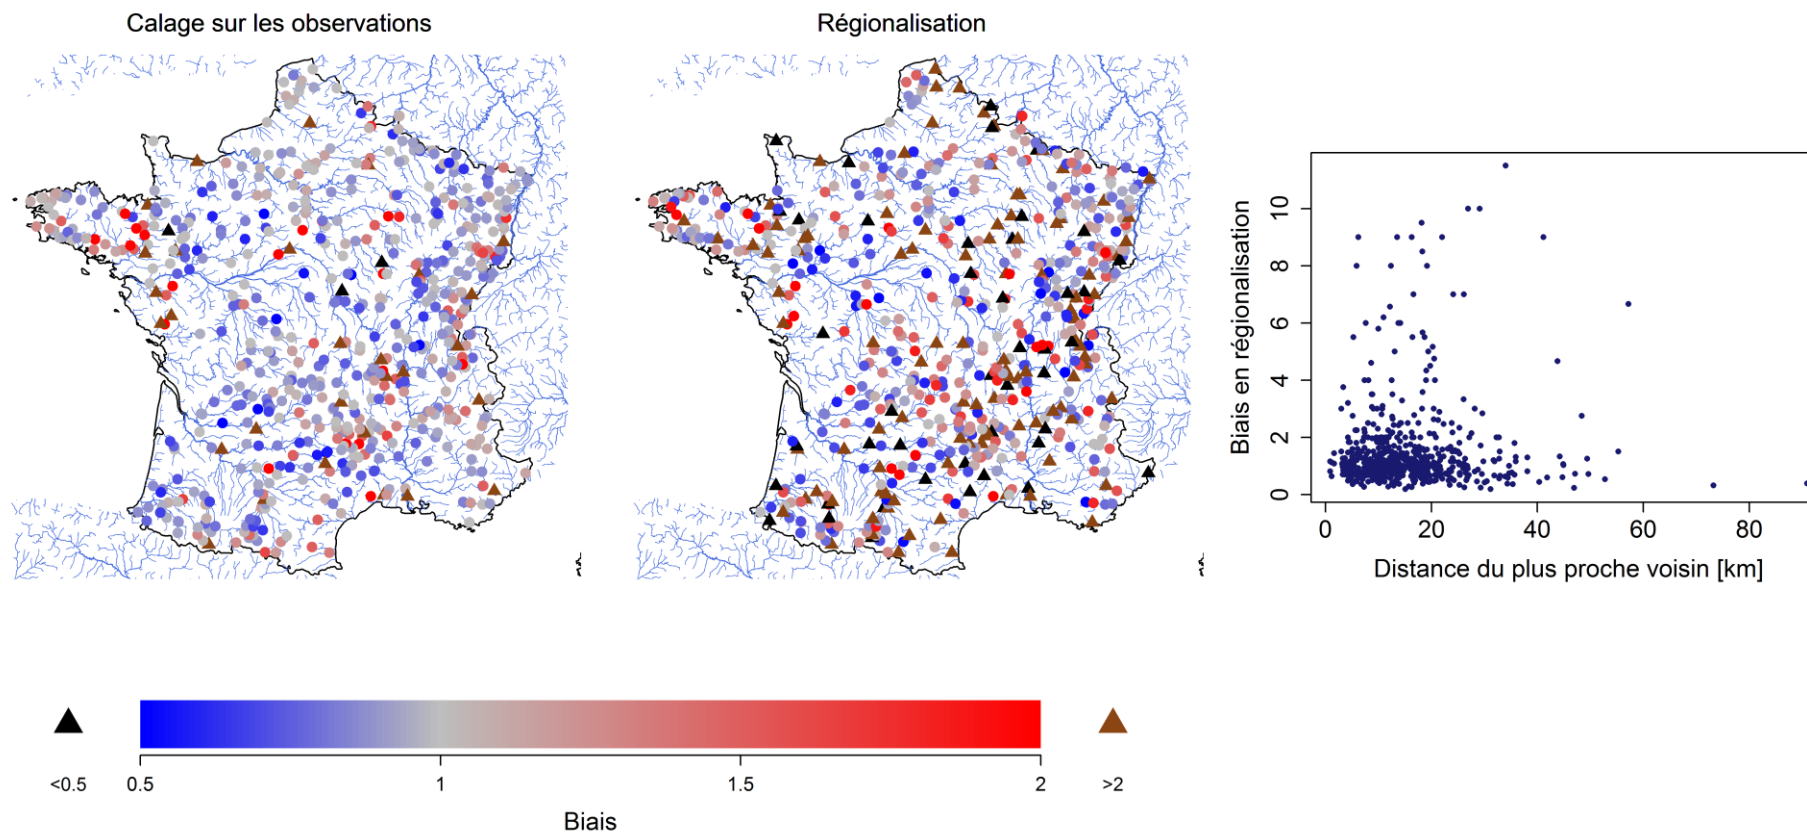 Calage sur les observations
Régionalisation
Biais en régionalisation
10
8
6
4
2
0
0 20 40 60 80
Distance du plus proche voisin [km]
<0.5 0.5 1 1.5 2 >2
Biais